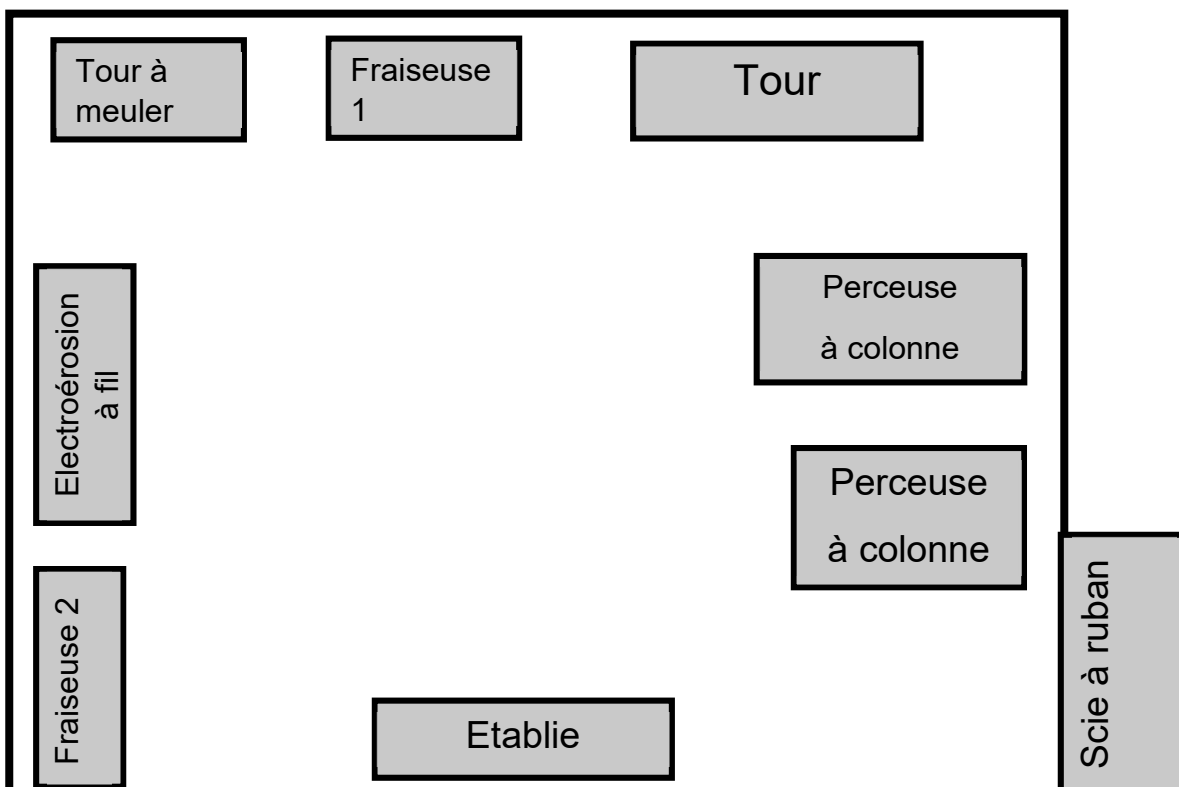 Tour à
meuler
Fraiseuse
1
Tour
Perceuse
à colonne
Electroérosion
à fil
Perceuse
à colonne
Fraiseuse 2
Etablie
Scie à ruban